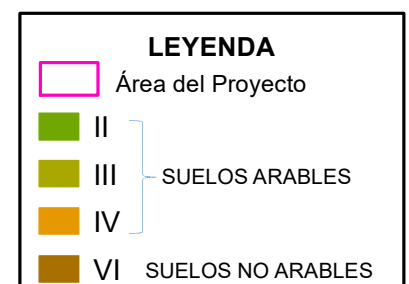 LEYENDA
Área del Proyecto
II
III SUELOS ARABLES
IV
VI SUELOS NO ARABLES